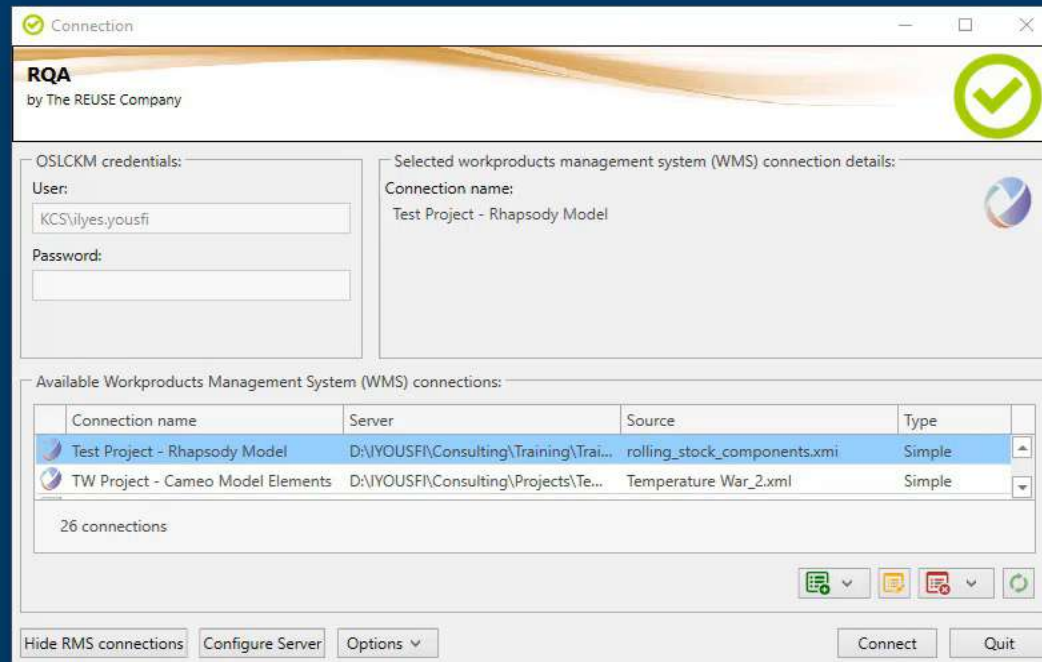 Connection
RQA
by The REUSE Company
OSLCKM credentials:
User:
KCS\ilyes.yousfi
Password:
Selected workproducts management system (WMS) connection details:
Connection name:
Test Project - Rhapsody Model
Available Workproducts Management System (WMS) connections:
Connection name Server Source Type
Test Project - Rhapsody Model D:\IYOUSFI\Consulting\Training\Trai... rolling_stock_components.xmi Simple
TW Project - Cameo Model Elements D:\IYOUSFI\Consulting\Projects\Te... Temperature War_2.xml Simple
26 connections
Hide RMS connections Configure Server Options Connect Quit